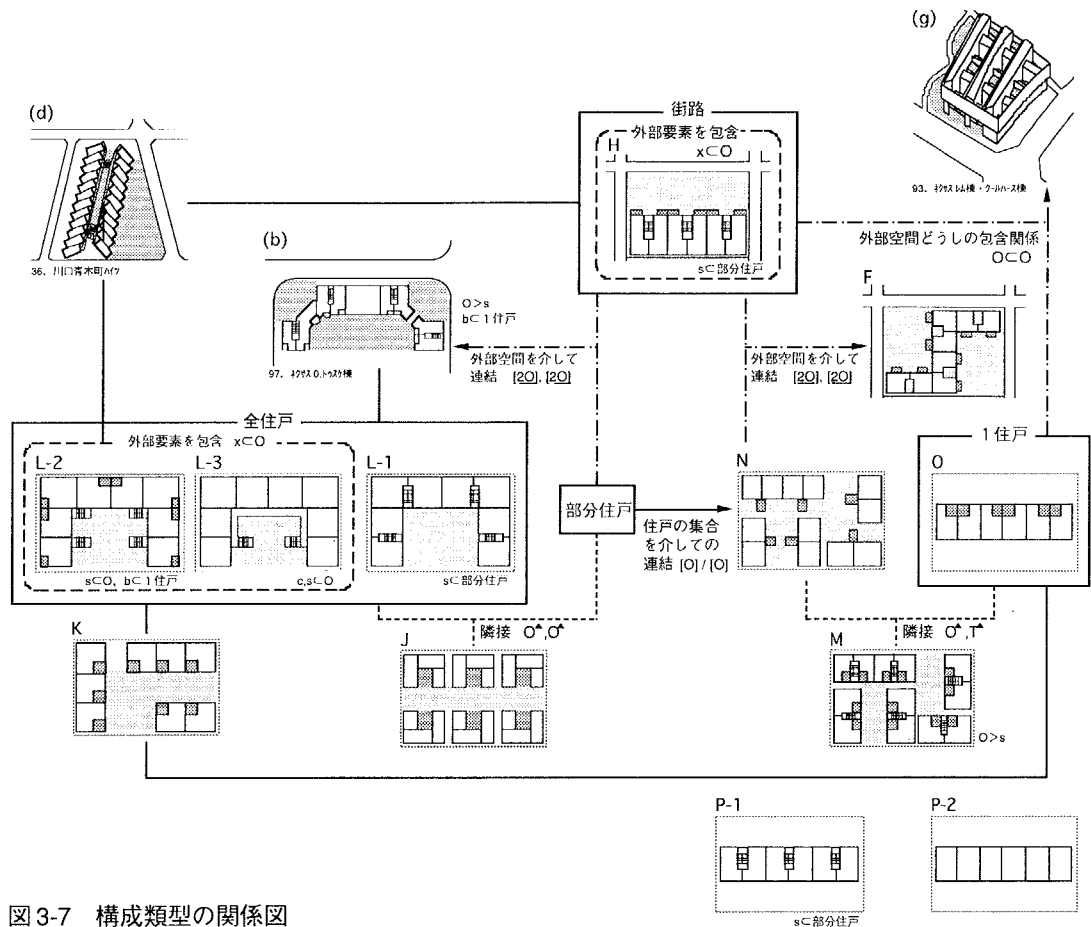 (g)
93. ネクサスレム棟・クールハース棟
(d)
36. 川口青木町ハイツ
街路
外部要素を包含
x⊂O
H
s⊂部分住戸
外部空間どうしの包含関係
O⊂O
(b)
O>s
b⊂1住戸
97. ネクサスO.トゥスケ棟
外部空間を介して
連結 [2O], [2O]
外部空間を介して
連結 [2O], [2O]
F
全住戸
外部要素を包含 x⊂O
L-2
L-3
L-1
s⊂O, b⊂1住戸
c,s⊂O
s⊂部分住戸
部分住戸
住戸の集合
を介しての
連結 [O] / [O]
N
1住戸
O
K
隣接 O▲,O▲
J
隣接 O▲,T▲
M
O>s
P-1
s⊂部分住戸
P-2
図3-7 構成類型の関係図